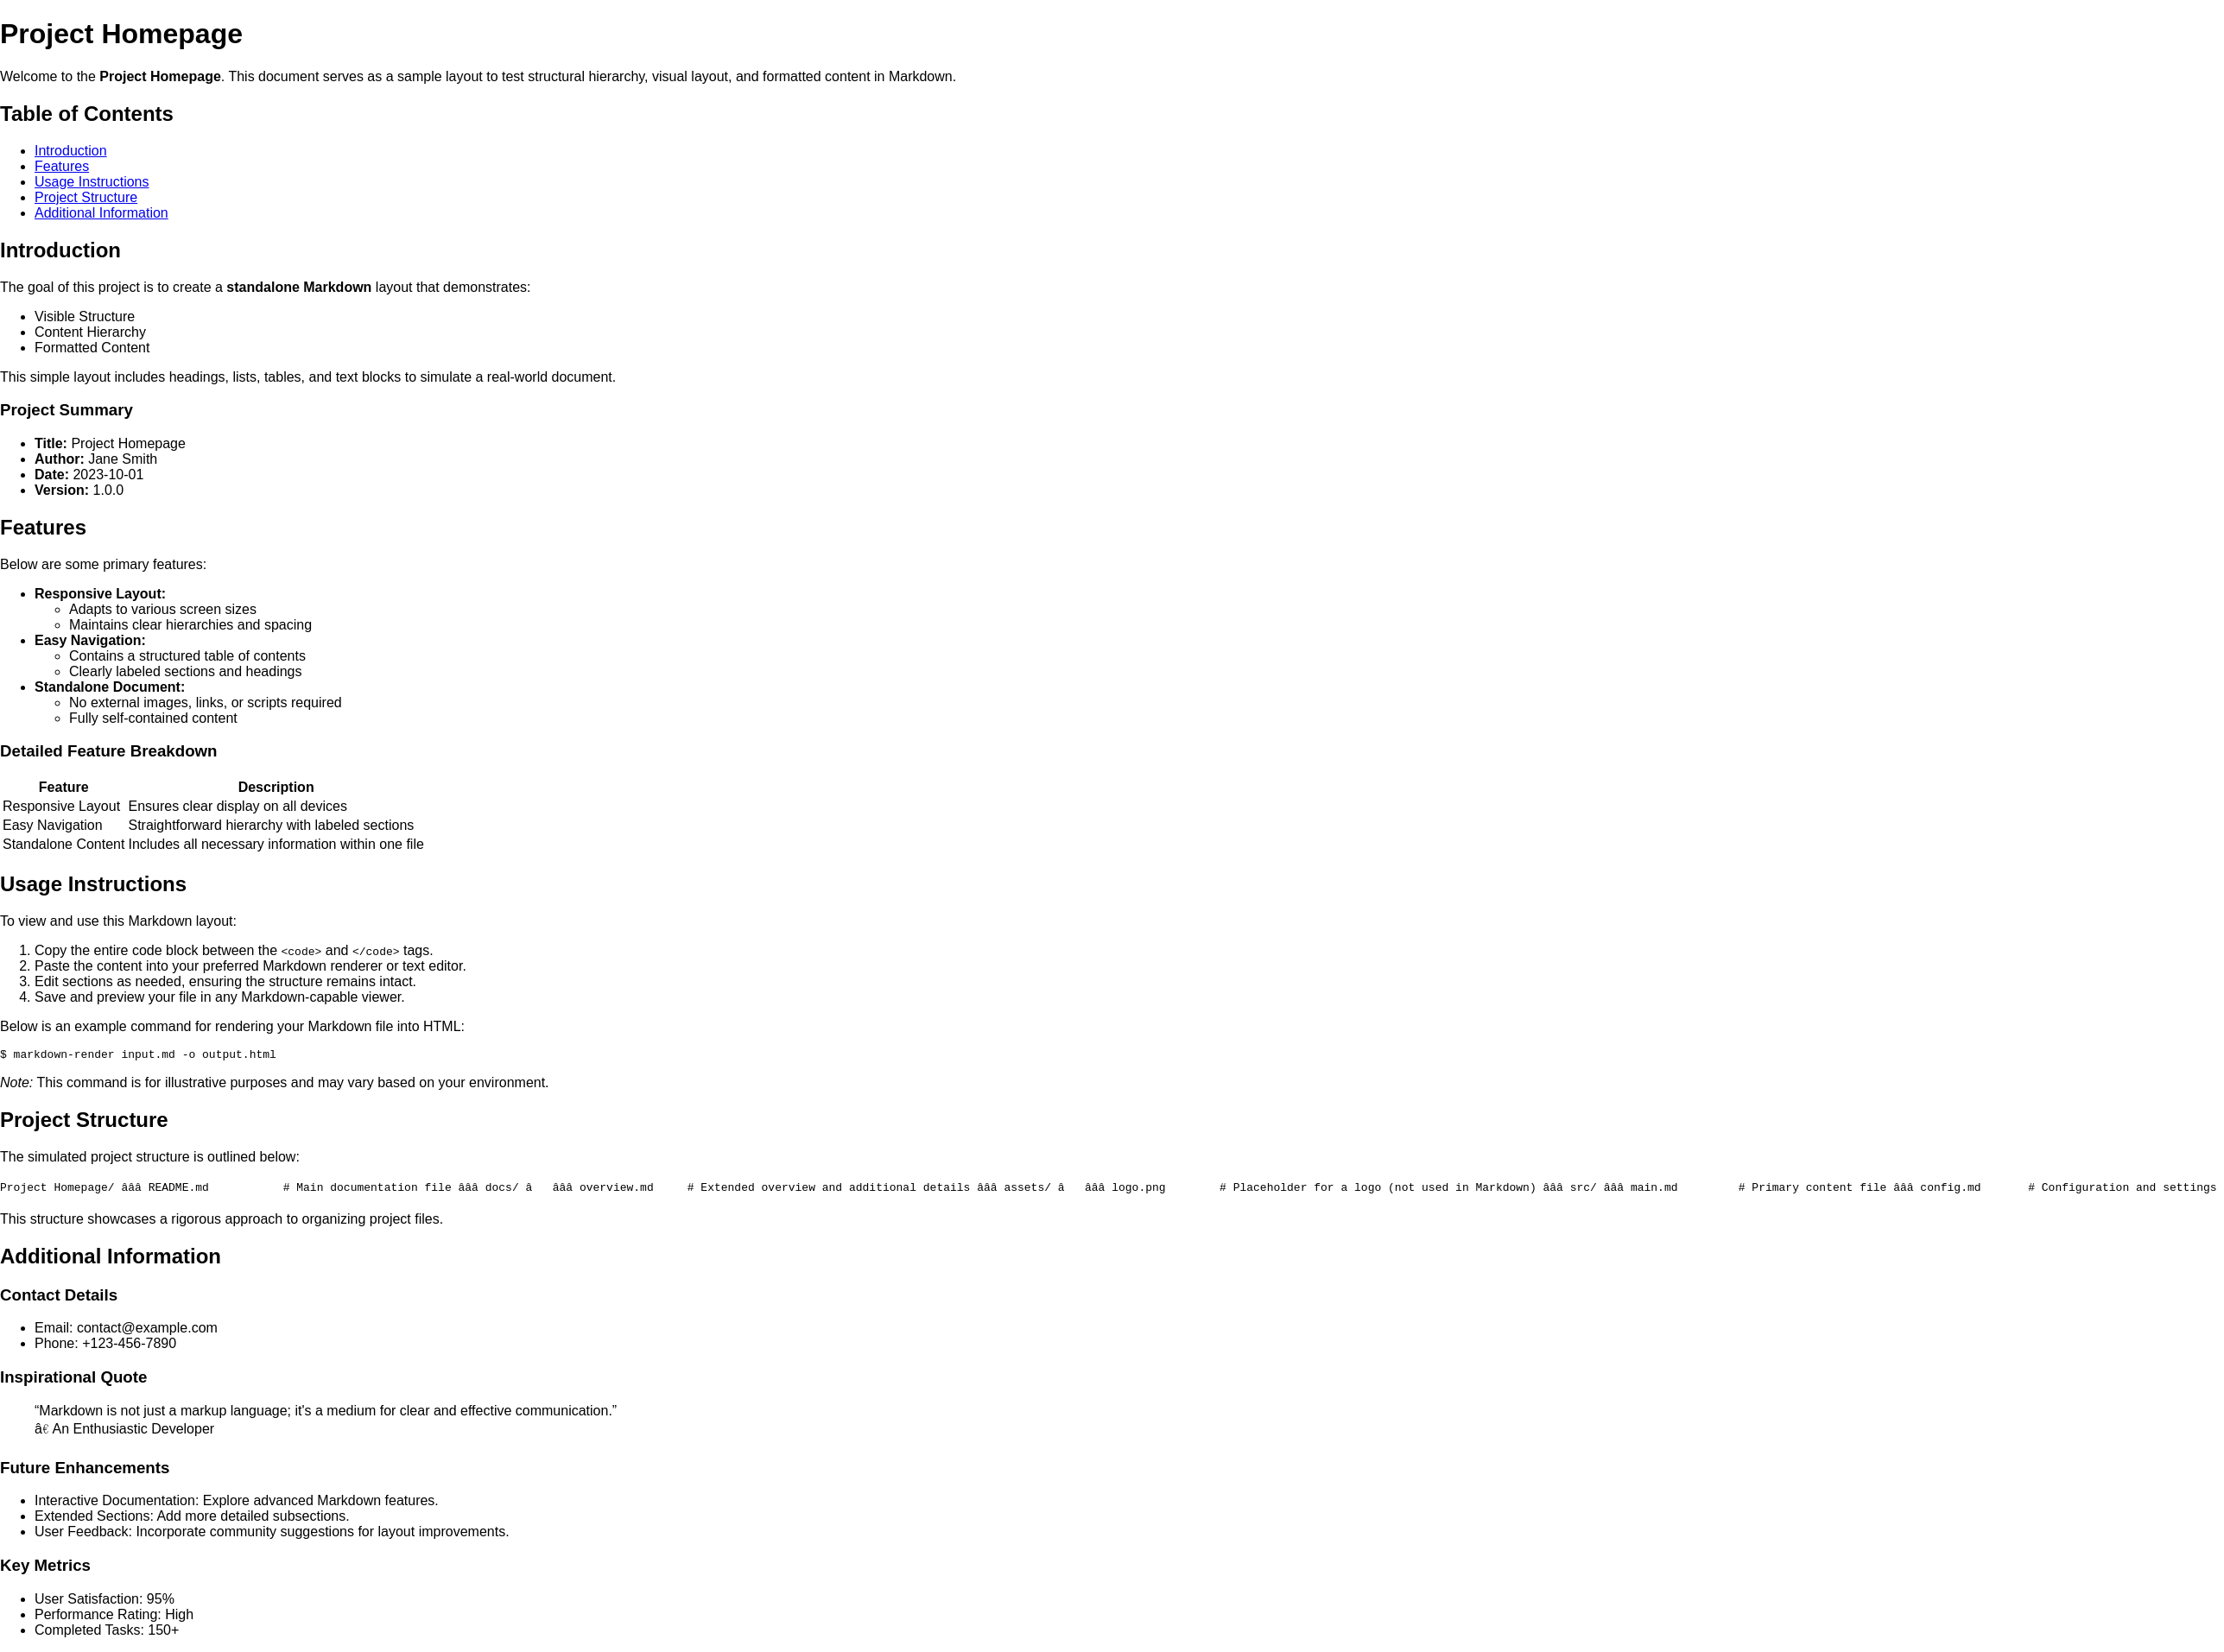 Project Homepage
Welcome to the Project Homepage. This document serves as a sample layout to test structural hierarchy, visual layout, and formatted content in Markdown.
Table of Contents
Introduction
Features
Usage Instructions
Project Structure
Additional Information
Introduction
The goal of this project is to create a standalone Markdown layout that demonstrates:
Visible Structure
Content Hierarchy
Formatted Content
This simple layout includes headings, lists, tables, and text blocks to simulate a real-world document.
Project Summary
Title: Project Homepage
Author: Jane Smith
Date: 2023-10-01
Version: 1.0.0
Features
Below are some primary features:
Responsive Layout:
Adapts to various screen sizes
Maintains clear hierarchies and spacing
Easy Navigation:
Contains a structured table of contents
Clearly labeled sections and headings
Standalone Document:
No external images, links, or scripts required
Fully self-contained content
Detailed Feature Breakdown
Feature Description
Responsive Layout Ensures clear display on all devices
Easy Navigation Straightforward hierarchy with labeled sections
Standalone Content Includes all necessary information within one file
Usage Instructions
To view and use this Markdown layout:
1. Copy the entire code block between the <code> and </code> tags.
2. Paste the content into your preferred Markdown renderer or text editor.
3. Edit sections as needed, ensuring the structure remains intact.
4. Save and preview your file in any Markdown-capable viewer.
Below is an example command for rendering your Markdown file into HTML:
$ markdown-render input.md -o output.html
Note: This command is for illustrative purposes and may vary based on your environment.
Project Structure
The simulated project structure is outlined below:
Project Homepage/ âââ README.md # Main documentation file âââ docs/ â âââ overview.md # Extended overview and additional details âââ assets/ â âââ logo.png # Placeholder for a logo (not used in Markdown) âââ src/ âââ main.md # Primary content file âââ config.md # Configuration and settings
This structure showcases a rigorous approach to organizing project files.
Additional Information
Contact Details
Email: contact@example.com
Phone: +123-456-7890
Inspirational Quote
“Markdown is not just a markup language; it's a medium for clear and effective communication.”
â€ An Enthusiastic Developer
Future Enhancements
Interactive Documentation: Explore advanced Markdown features.
Extended Sections: Add more detailed subsections.
User Feedback: Incorporate community suggestions for layout improvements.
Key Metrics
User Satisfaction: 95%
Performance Rating: High
Completed Tasks: 150+